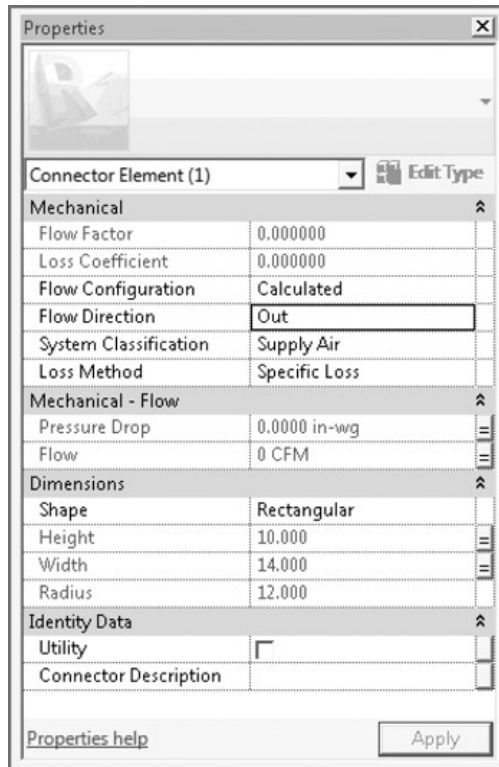 Properties
Connector Element (1) Edit Type
Mechanical
Flow Factor 0.000000
Loss Coefficient 0.000000
Flow Configuration Calculated
Flow Direction Out
System Classification Supply Air
Loss Method Specific Loss
Mechanical - Flow
Pressure Drop 0.0000 in-wg =
Flow 0 CFM =
Dimensions
Shape Rectangular
Height 10.000 =
Width 14.000 =
Radius 12.000
Identity Data
Utility
Connector Description
Properties help Apply